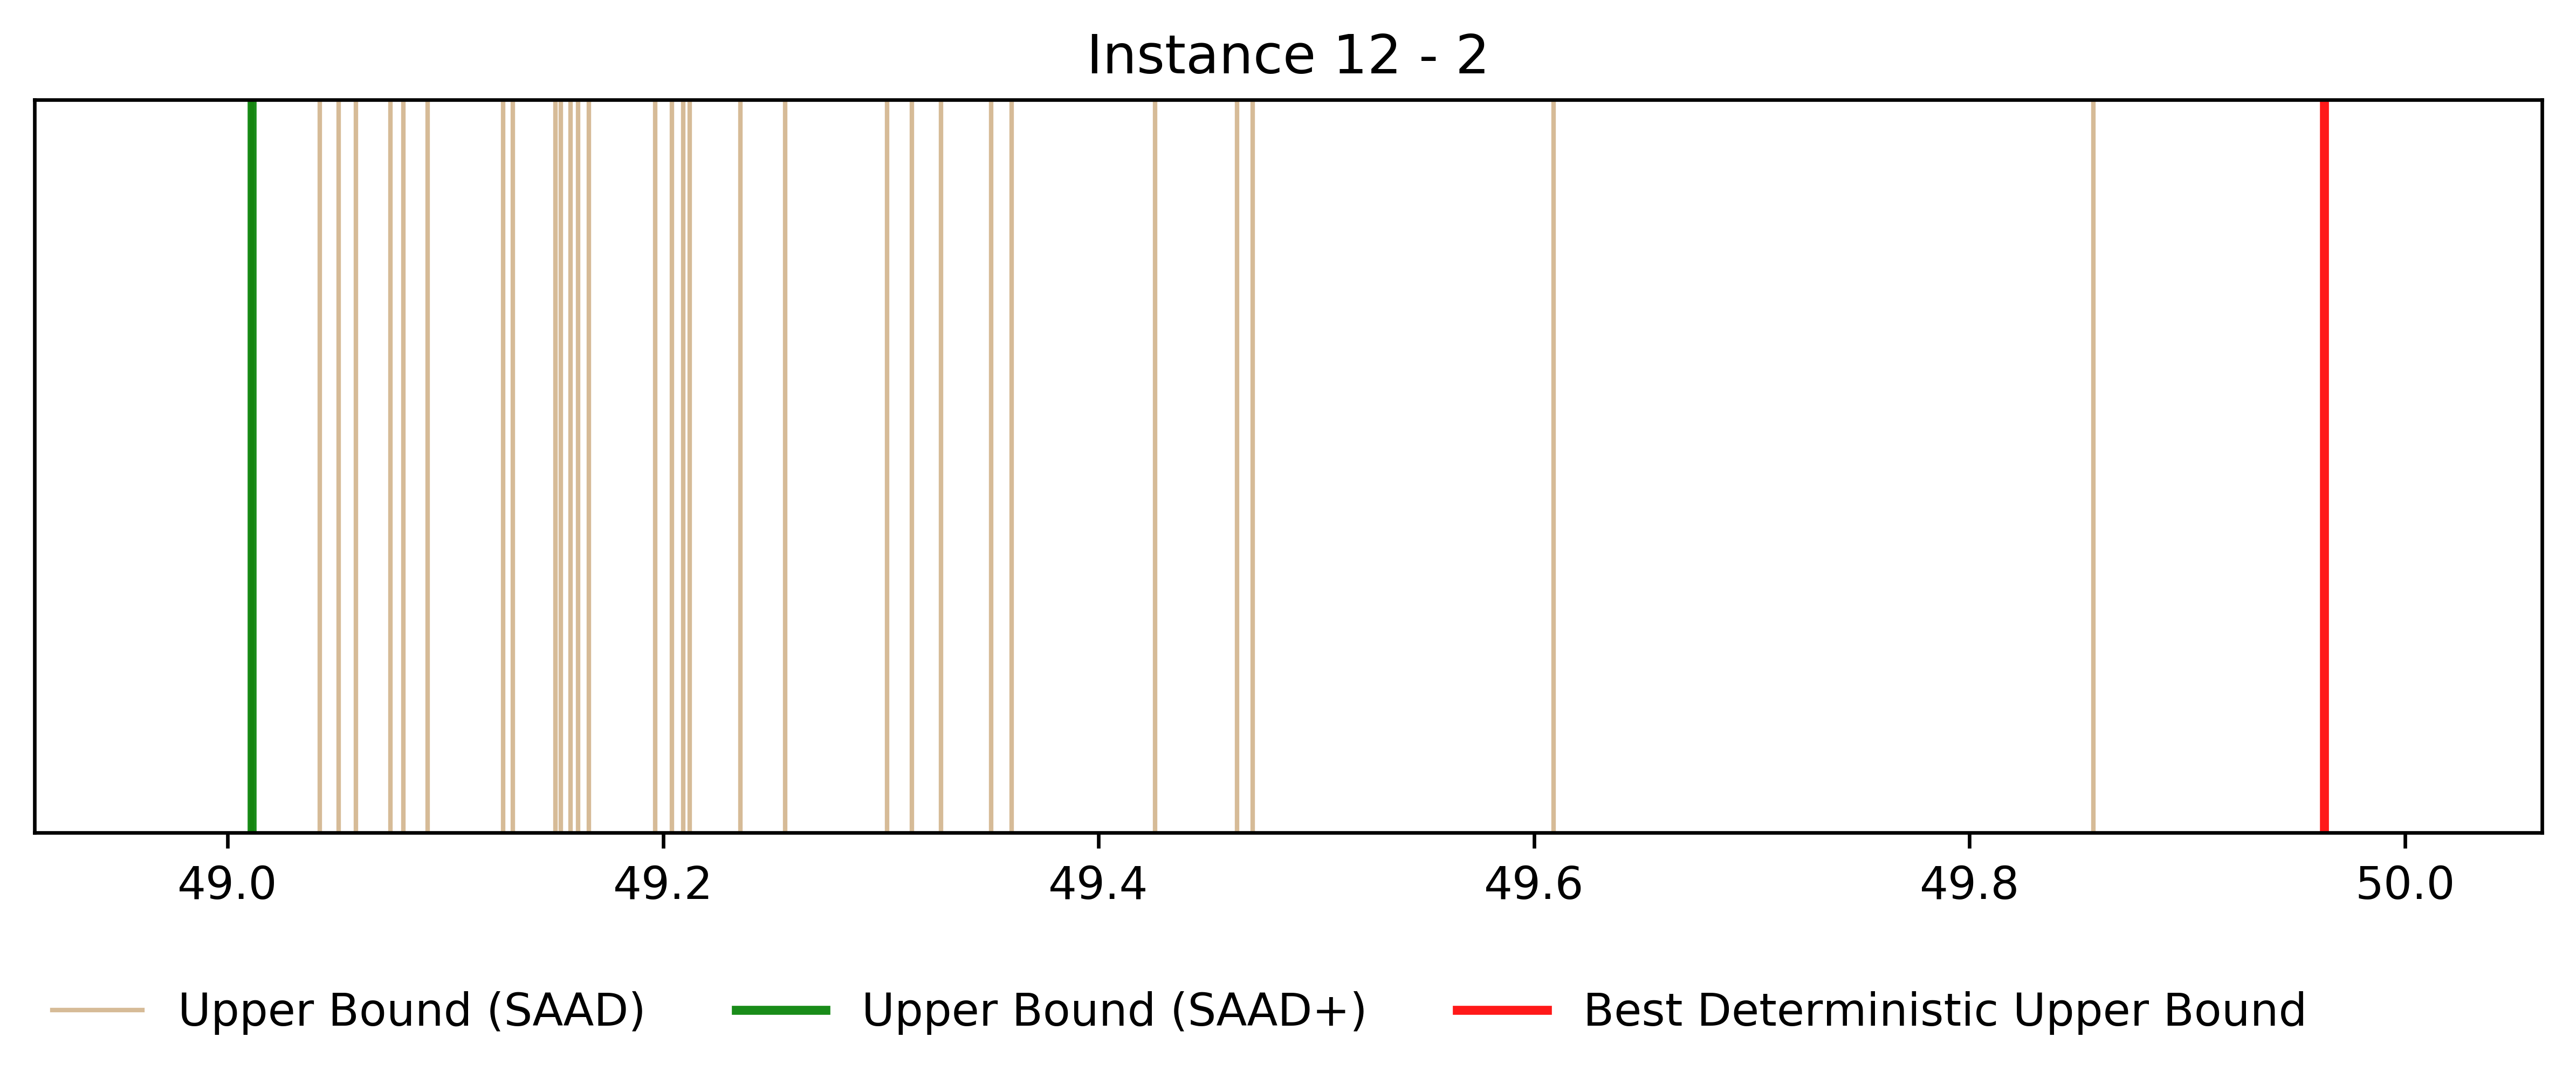 Instance 12 - 2
49.0 49.2 49.4 49.6 49.8 50.0
Upper Bound (SAAD) Upper Bound (SAAD+) Best Deterministic Upper Bound